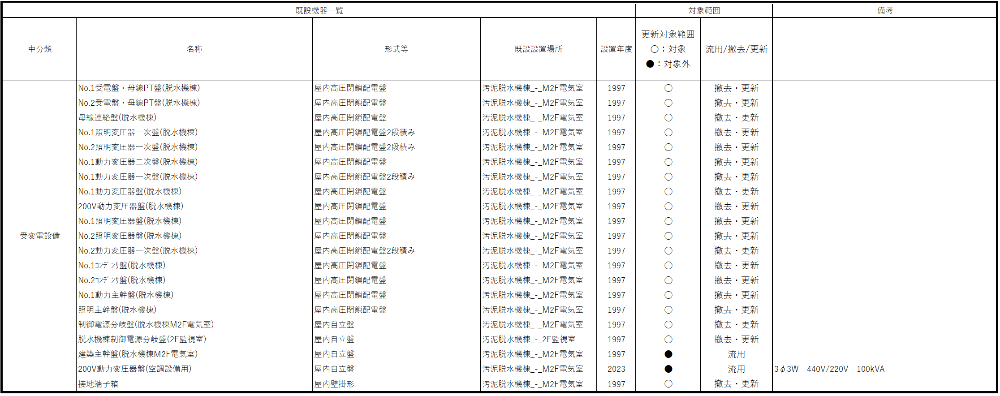 既設機器一覧 対象範囲 備考
中分類 名称 形式等 既設設置場所 設置年度 更新対象範囲 ○：対象 ●：対象外 流用/撤去/更新
受変電設備
No.1受電盤・母線PT盤(脱水機棟) 屋内高圧閉鎖配電盤 汚泥脱水機棟_-_M2F電気室 1997 ○ 撤去・更新
No.2受電盤・母線PT盤(脱水機棟) 屋内高圧閉鎖配電盤 汚泥脱水機棟_-_M2F電気室 1997 ○ 撤去・更新
母線連絡盤(脱水機棟) 屋内高圧閉鎖配電盤 汚泥脱水機棟_-_M2F電気室 1997 ○ 撤去・更新
No.1照明変圧器一次盤(脱水機棟) 屋内高圧閉鎖配電盤2段積み 汚泥脱水機棟_-_M2F電気室 1997 ○ 撤去・更新
No.2照明変圧器一次盤(脱水機棟) 屋内高圧閉鎖配電盤2段積み 汚泥脱水機棟_-_M2F電気室 1997 ○ 撤去・更新
No.1動力変圧器二次盤(脱水機棟) 屋内高圧閉鎖配電盤 汚泥脱水機棟_-_M2F電気室 1997 ○ 撤去・更新
No.1動力変圧器一次盤(脱水機棟) 屋内高圧閉鎖配電盤2段積み 汚泥脱水機棟_-_M2F電気室 1997 ○ 撤去・更新
No.1動力変圧器盤(脱水機棟) 屋内高圧閉鎖配電盤 汚泥脱水機棟_-_M2F電気室 1997 ○ 撤去・更新
200V動力変圧器盤(脱水機棟) 屋内高圧閉鎖配電盤 汚泥脱水機棟_-_M2F電気室 1997 ○ 撤去・更新
No.1照明変圧器盤(脱水機棟) 屋内高圧閉鎖配電盤 汚泥脱水機棟_-_M2F電気室 1997 ○ 撤去・更新
No.2照明変圧器盤(脱水機棟) 屋内高圧閉鎖配電盤 汚泥脱水機棟_-_M2F電気室 1997 ○ 撤去・更新
No.2動力変圧器一次盤(脱水機棟) 屋内高圧閉鎖配電盤2段積み 汚泥脱水機棟_-_M2F電気室 1997 ○ 撤去・更新
No.1ｺﾝﾃﾞﾝｻ盤(脱水機棟) 屋内高圧閉鎖配電盤 汚泥脱水機棟_-_M2F電気室 1997 ○ 撤去・更新
No.2ｺﾝﾃﾞﾝｻ盤(脱水機棟) 屋内高圧閉鎖配電盤 汚泥脱水機棟_-_M2F電気室 1997 ○ 撤去・更新
No.1動力主幹盤(脱水機棟) 屋内高圧閉鎖配電盤 汚泥脱水機棟_-_M2F電気室 1997 ○ 撤去・更新
照明主幹盤(脱水機棟) 屋内高圧閉鎖配電盤 汚泥脱水機棟_-_M2F電気室 1997 ○ 撤去・更新
制御電源分岐盤(脱水機棟M2F電気室) 屋内自立盤 汚泥脱水機棟_-_M2F電気室 1997 ○ 撤去・更新
脱水機棟制御電源分岐盤(2F監視室) 屋内自立盤 汚泥脱水機棟_-_2F監視室 1997 ○ 撤去・更新
建築主幹盤(脱水機棟M2F電気室) 屋内自立盤 汚泥脱水機棟_-_M2F電気室 1997 ● 流用
200V動力変圧器盤(空調設備用) 屋内自立盤 汚泥脱水機棟_-_M2F電気室 2023 ● 流用 3φ3W　440V/220V　100kVA
接地端子箱 屋内壁掛形 汚泥脱水機棟_-_M2F電気室 1997 ○ 撤去・更新